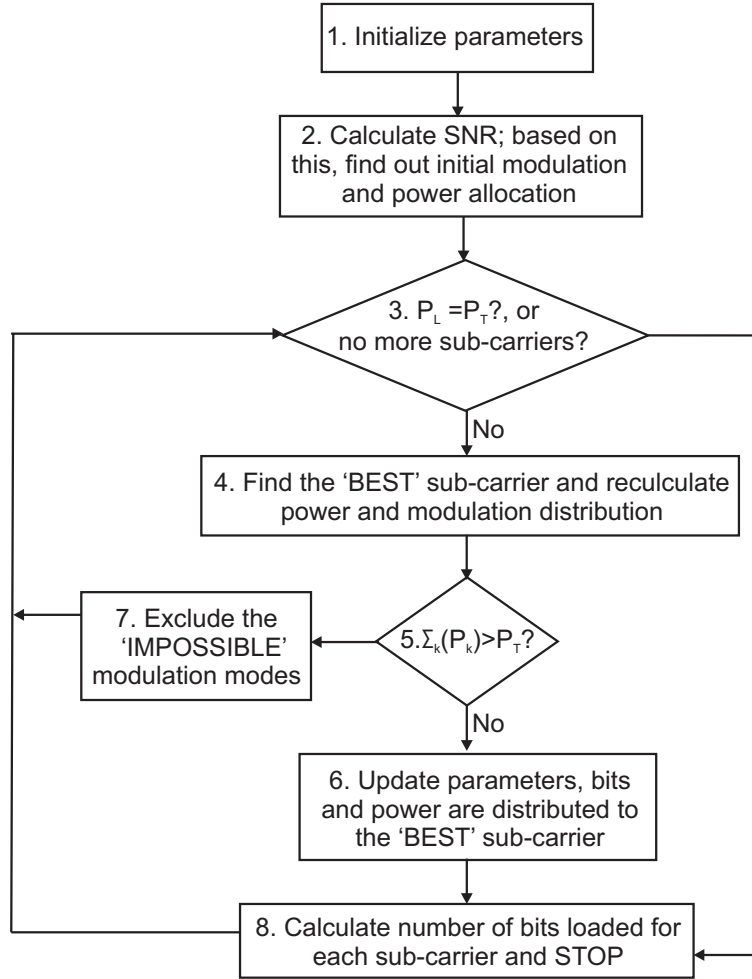 1. Initialize parameters
2. Calculate SNR; based on
this, find out initial modulation
and power allocation
3. P_L =P_T?, or
no more sub-carriers?
No
4. Find the ‘BEST’ sub-carrier and reculculate
power and modulation distribution
7. Exclude the
‘IMPOSSIBLE’
modulation modes
5.Σ_k(P_k)>P_T?
No
6. Update parameters, bits
and power are distributed to
the ‘BEST’ sub-carrier
8. Calculate number of bits loaded for
each sub-carrier and STOP